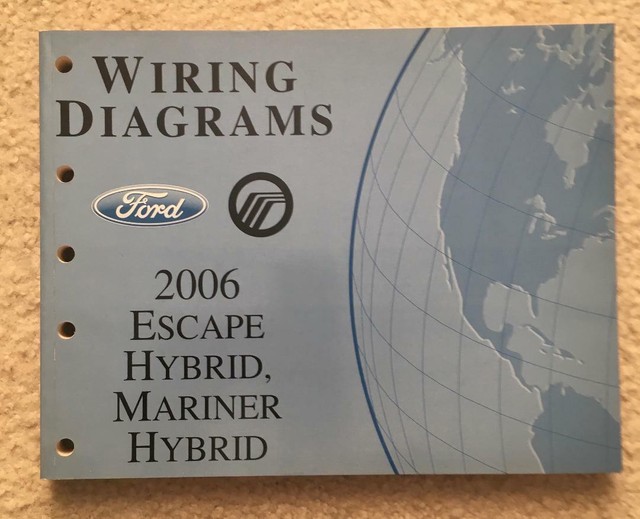 WIRING
DIAGRAMS
Ford
2006
ESCAPE
HYBRID,
MARINER
HYBRID